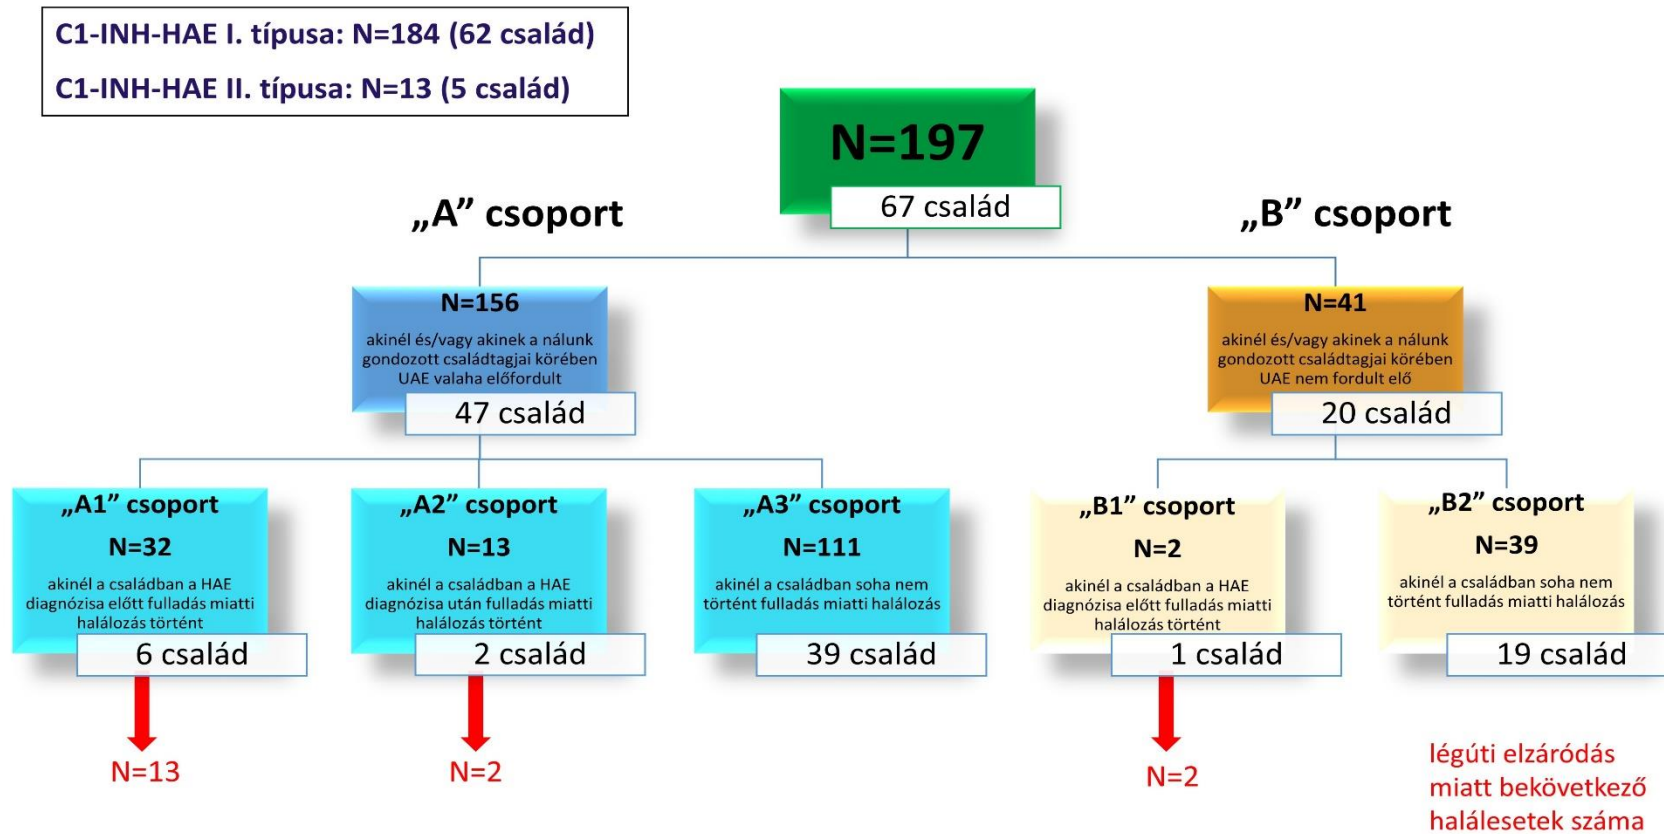 C1-INH-HAE I. típusa: N=184 (62 család)
C1-INH-HAE II. típusa: N=13 (5 család)
N=197
67 család
„A” csoport
„B” csoport
N=156
akinél és/vagy akinek a nálunk
gondozott családtagjai körében
UAE valaha előfordult
47 család
N=41
akinél és/vagy akinek a nálunk
gondozott családtagjai körében
UAE nem fordult elő
20 család
„A1” csoport
N=32
akinél a családban a HAE
diagnózisa előtt fulladás miatti
halálozás történt
6 család
„A2” csoport
N=13
akinél a családban a HAE
diagnózisa után fulladás miatti
halálozás történt
2 család
„A3” csoport
N=111
akinél a családban soha nem
történt fulladás miatti halálozás
39 család
„B1” csoport
N=2
akinél a családban a HAE
diagnózisa előtt fulladás miatti
halálozás történt
1 család
„B2” csoport
N=39
akinél a családban soha nem
történt fulladás miatti halálozás
19 család
N=13
N=2
N=2
légúti elzáródás
miatt bekövetkező
halálesetek száma